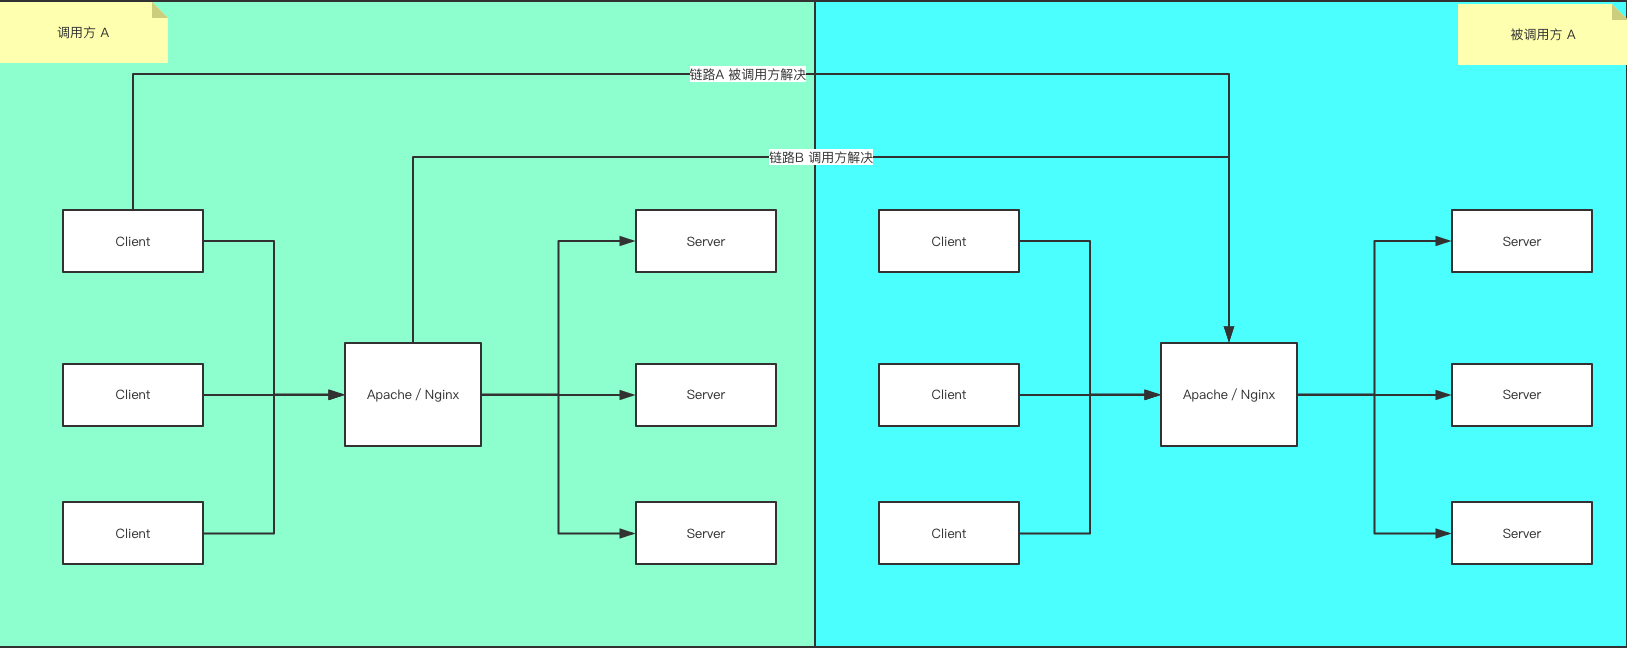 调用方 A
被调用方 A
链路A 被调用方解决
链路B 调用方解决
Client
Server
Client
Server
Client
Apache / Nginx
Server
Client
Apache / Nginx
Server
Client
Server
Client
Server